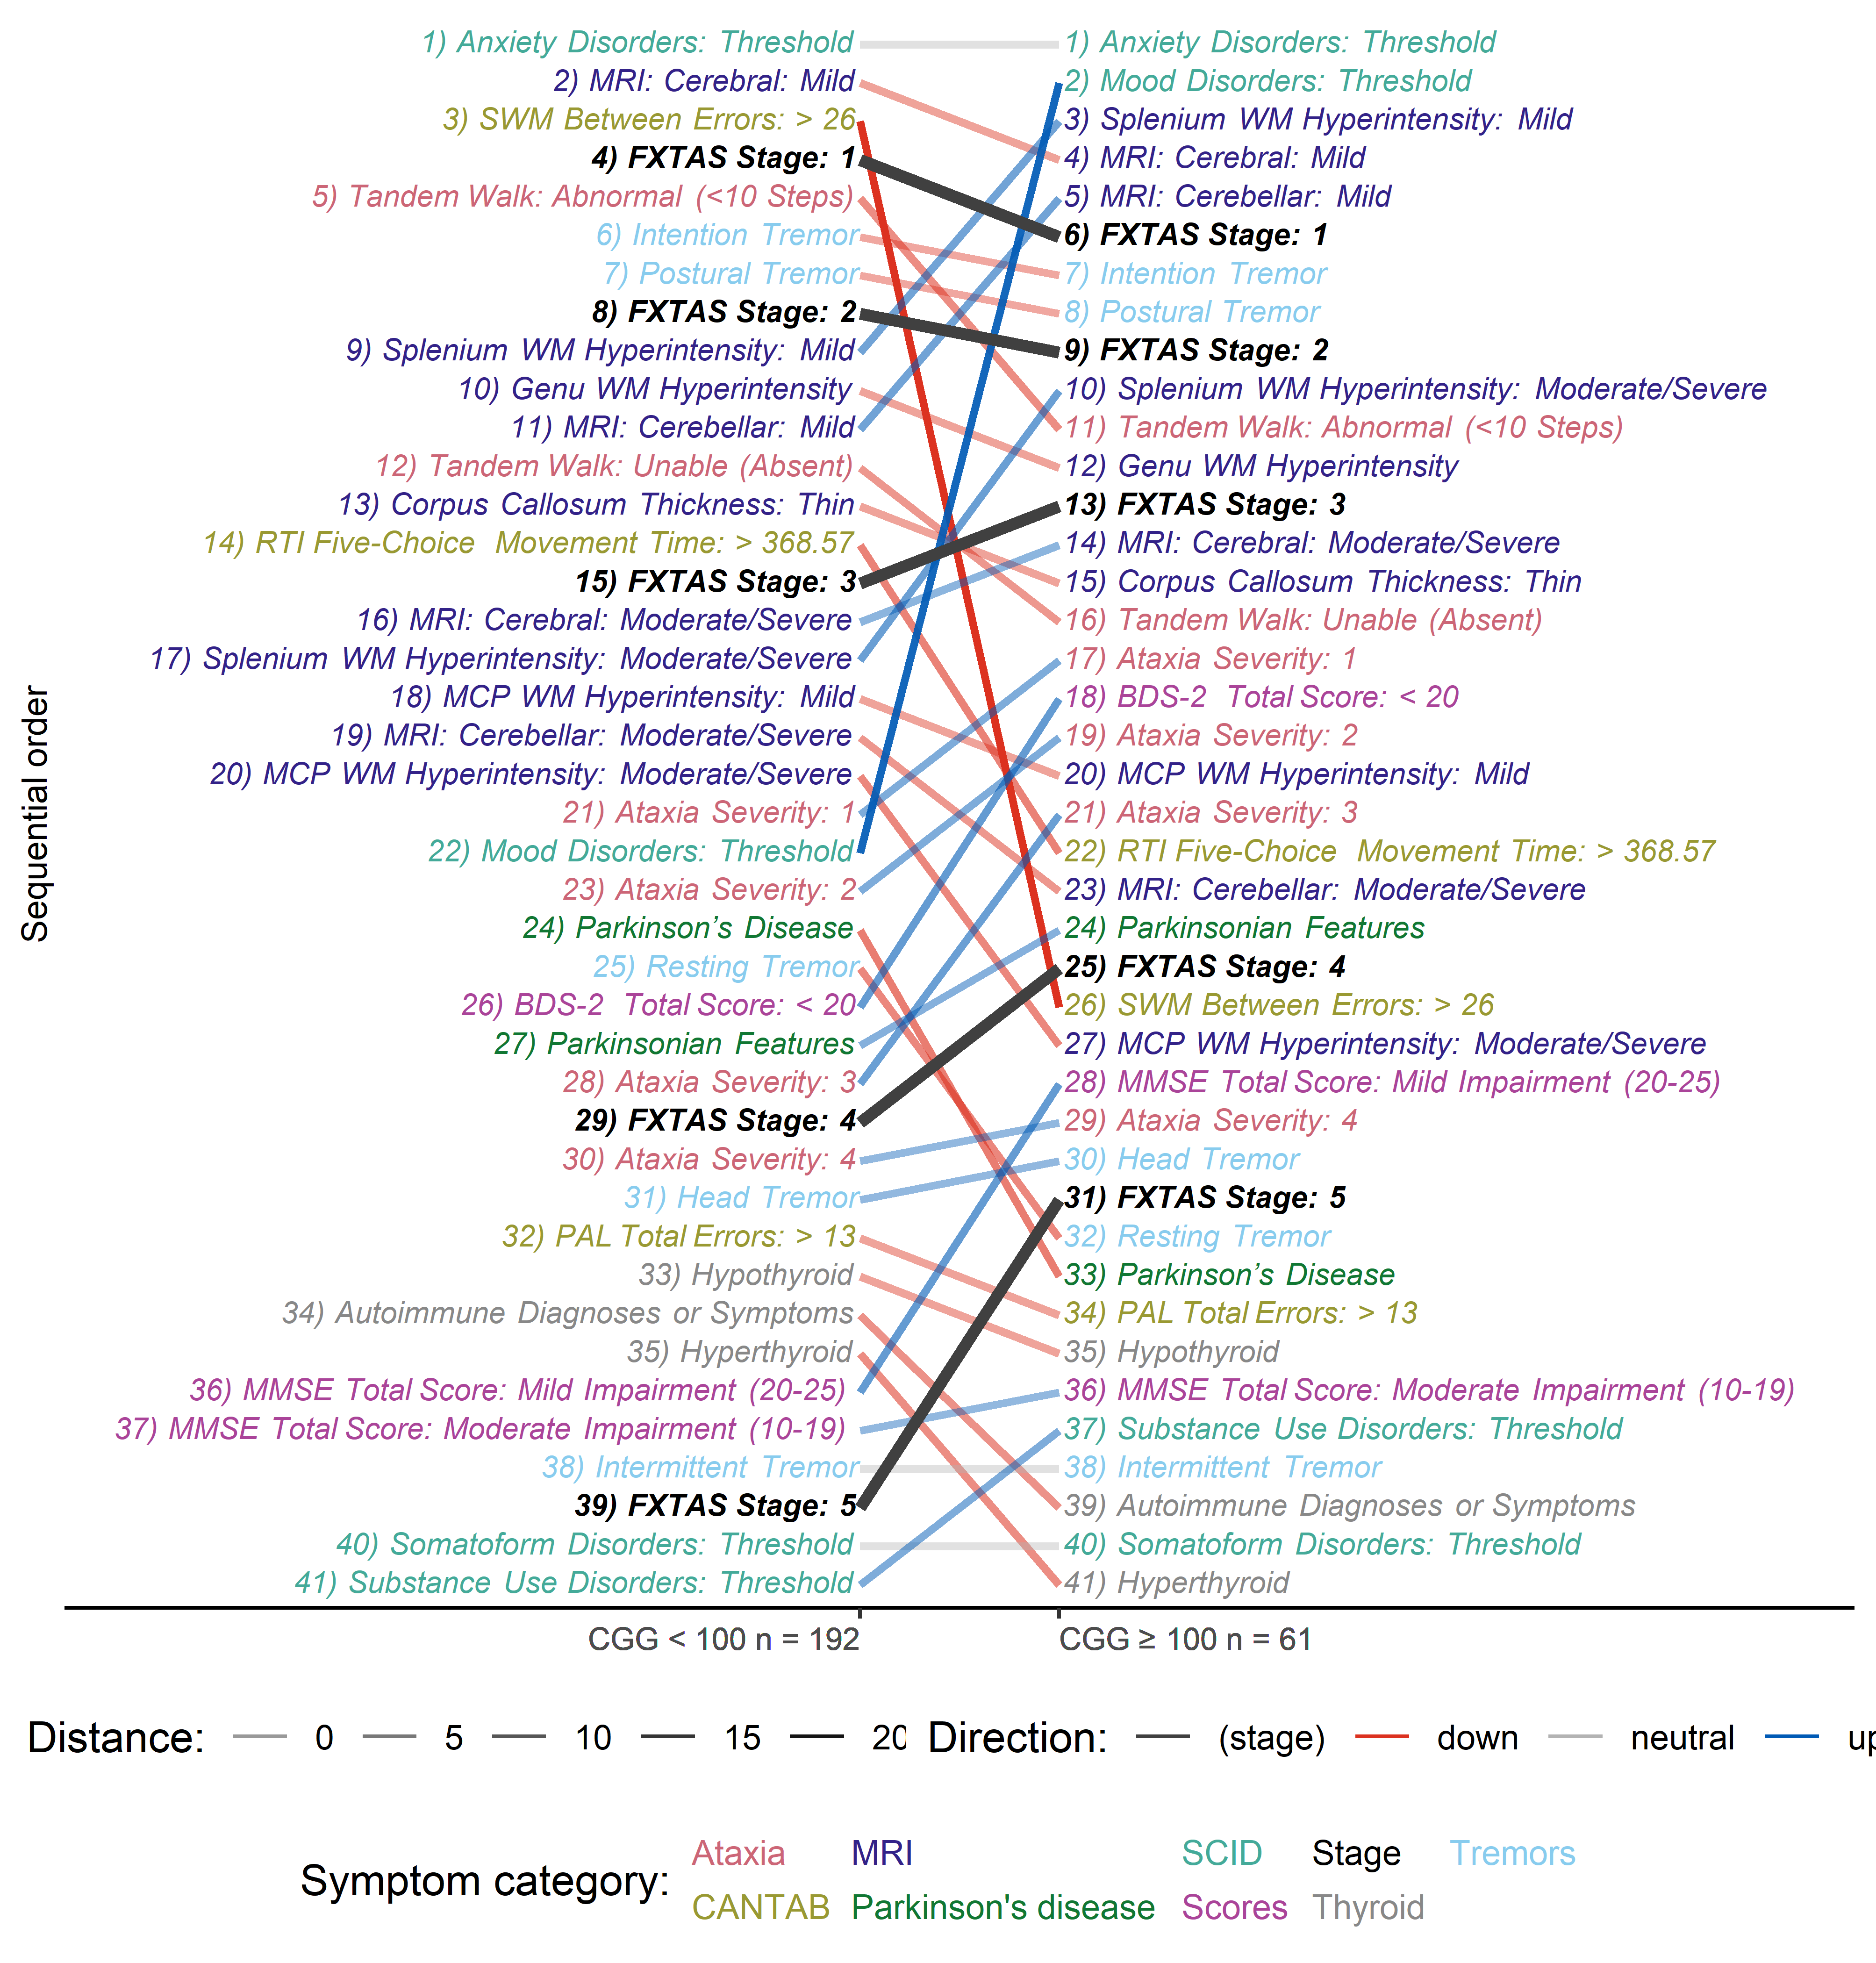 1) Anxiety Disorders: Threshold
2) MRI: Cerebral: Mild
3) SWM Between Errors: > 26
4) FXTAS Stage: 1
5) Tandem Walk: Abnormal (<10 Steps)
6) Intention Tremor
7) Postural Tremor
8) FXTAS Stage: 2
9) Splenium WM Hyperintensity: Mild
10) Genu WM Hyperintensity
11) MRI: Cerebellar: Mild
12) Tandem Walk: Unable (Absent)
13) Corpus Callosum Thickness: Thin
14) RTI Five-Choice Movement Time: > 368.57
15) FXTAS Stage: 3
16) MRI: Cerebral: Moderate/Severe
17) Splenium WM Hyperintensity: Moderate/Severe
18) MCP WM Hyperintensity: Mild
19) MRI: Cerebellar: Moderate/Severe
20) MCP WM Hyperintensity: Moderate/Severe
21) Ataxia Severity: 1
22) Mood Disorders: Threshold
23) Ataxia Severity: 2
24) Parkinson’s Disease
25) Resting Tremor
26) BDS-2 Total Score: < 20
27) Parkinsonian Features
28) Ataxia Severity: 3
29) FXTAS Stage: 4
30) Ataxia Severity: 4
31) Head Tremor
32) PAL Total Errors: > 13
33) Hypothyroid
34) Autoimmune Diagnoses or Symptoms
35) Hyperthyroid
36) MMSE Total Score: Mild Impairment (20-25)
37) MMSE Total Score: Moderate Impairment (10-19)
38) Intermittent Tremor
39) FXTAS Stage: 5
40) Somatoform Disorders: Threshold
41) Substance Use Disorders: Threshold
1) Anxiety Disorders: Threshold
2) Mood Disorders: Threshold
3) Splenium WM Hyperintensity: Mild
4) MRI: Cerebral: Mild
5) MRI: Cerebellar: Mild
6) FXTAS Stage: 1
7) Intention Tremor
8) Postural Tremor
9) FXTAS Stage: 2
10) Splenium WM Hyperintensity: Moderate/Severe
11) Tandem Walk: Abnormal (<10 Steps)
12) Genu WM Hyperintensity
13) FXTAS Stage: 3
14) MRI: Cerebral: Moderate/Severe
15) Corpus Callosum Thickness: Thin
16) Tandem Walk: Unable (Absent)
17) Ataxia Severity: 1
18) BDS-2 Total Score: < 20
19) Ataxia Severity: 2
20) MCP WM Hyperintensity: Mild
21) Ataxia Severity: 3
22) RTI Five-Choice Movement Time: > 368.57
23) MRI: Cerebellar: Moderate/Severe
24) Parkinsonian Features
25) FXTAS Stage: 4
26) SWM Between Errors: > 26
27) MCP WM Hyperintensity: Moderate/Severe
28) MMSE Total Score: Mild Impairment (20-25)
29) Ataxia Severity: 4
30) Head Tremor
31) FXTAS Stage: 5
32) Resting Tremor
33) Parkinson’s Disease
34) PAL Total Errors: > 13
35) Hypothyroid
36) MMSE Total Score: Moderate Impairment (10-19)
37) Substance Use Disorders: Threshold
38) Intermittent Tremor
39) Autoimmune Diagnoses or Symptoms
40) Somatoform Disorders: Threshold
41) Hyperthyroid
Sequential order
CGG < 100 n = 192
CGG ≥ 100 n = 61
Distance: 0 5 10 15 20 Direction: (stage) down neutral up
Symptom category:
Ataxia MRI SCID Stage Tremors
CANTAB Parkinson's disease Scores Thyroid